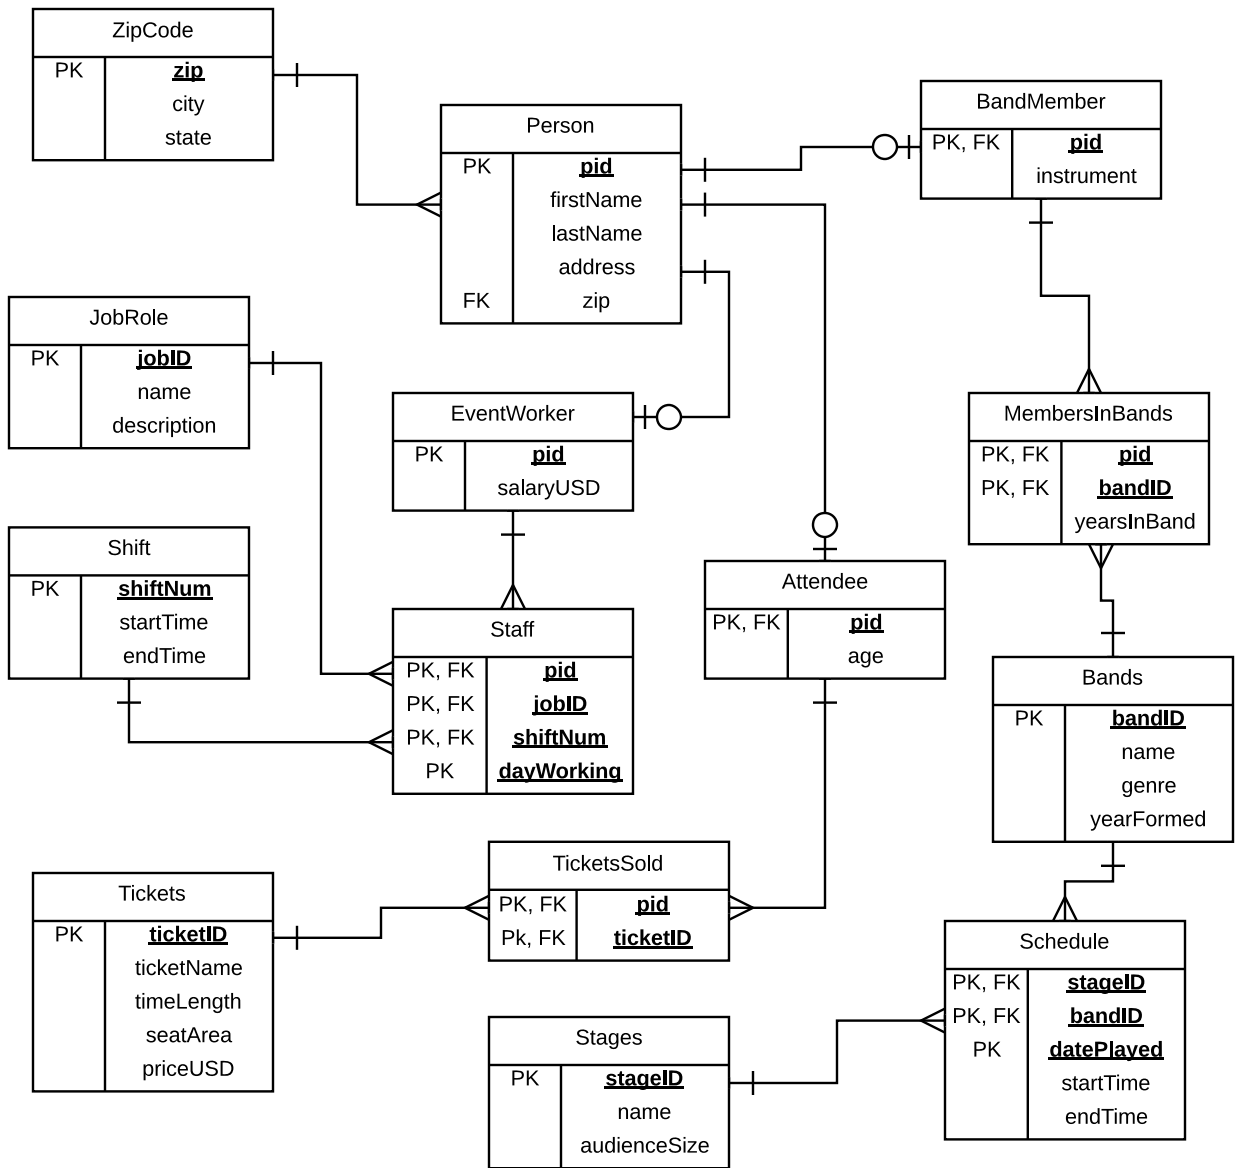 ZipCode
PK zip
city
state
Person
PK pid
firstName
lastName
address
FK zip
BandMember
PK, FK pid
instrument
JobRole
PK jobID
name
description
EventWorker
PK pid
salaryUSD
MembersInBands
PK, FK pid
PK, FK bandID
yearsInBand
Shift
PK shiftNum
startTime
endTime
Staff
PK, FK pid
PK, FK jobID
PK, FK shiftNum
PK dayWorking
Attendee
PK, FK pid
age
Bands
PK bandID
name
genre
yearFormed
Tickets
PK ticketID
ticketName
timeLength
seatArea
priceUSD
TicketsSold
PK, FK pid
Pk, FK ticketID
Schedule
PK, FK stageID
PK, FK bandID
PK datePlayed
startTime
endTime
Stages
PK stageID
name
audienceSize